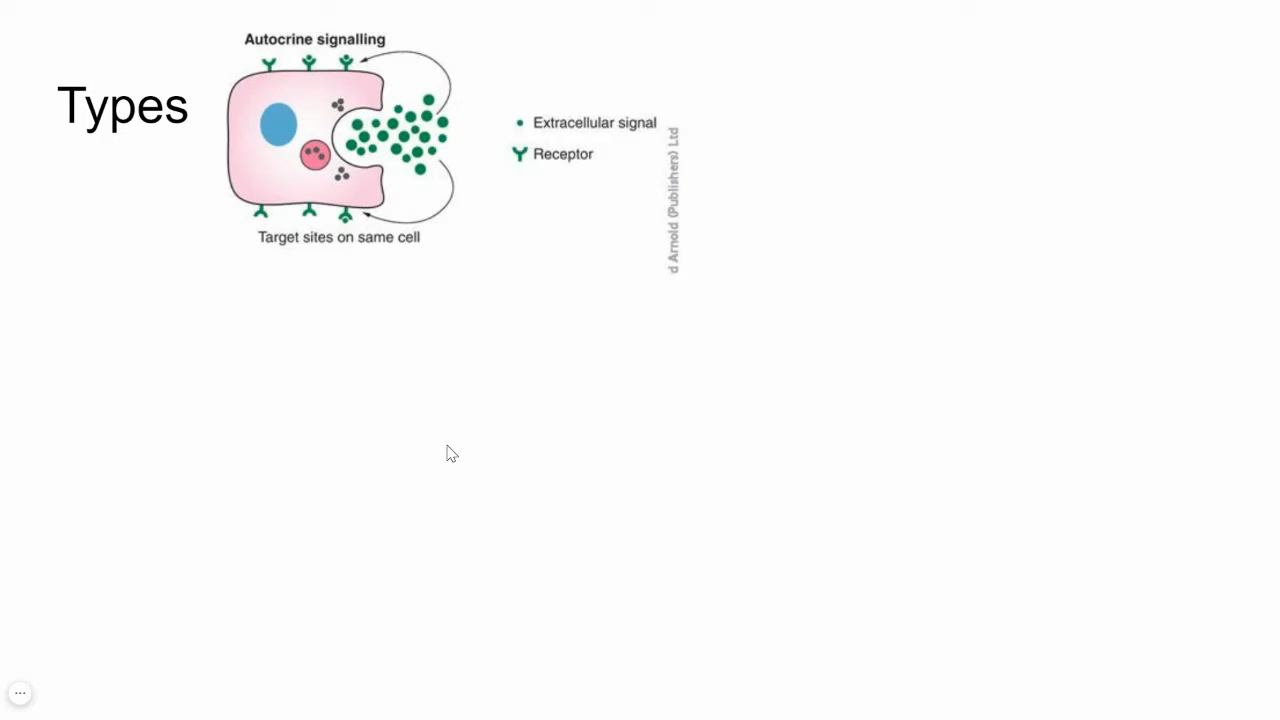 Types
Autocrine signalling
Target sites on same cell
Extracellular signal
Receptor
d Arnold (Publishers) Ltd